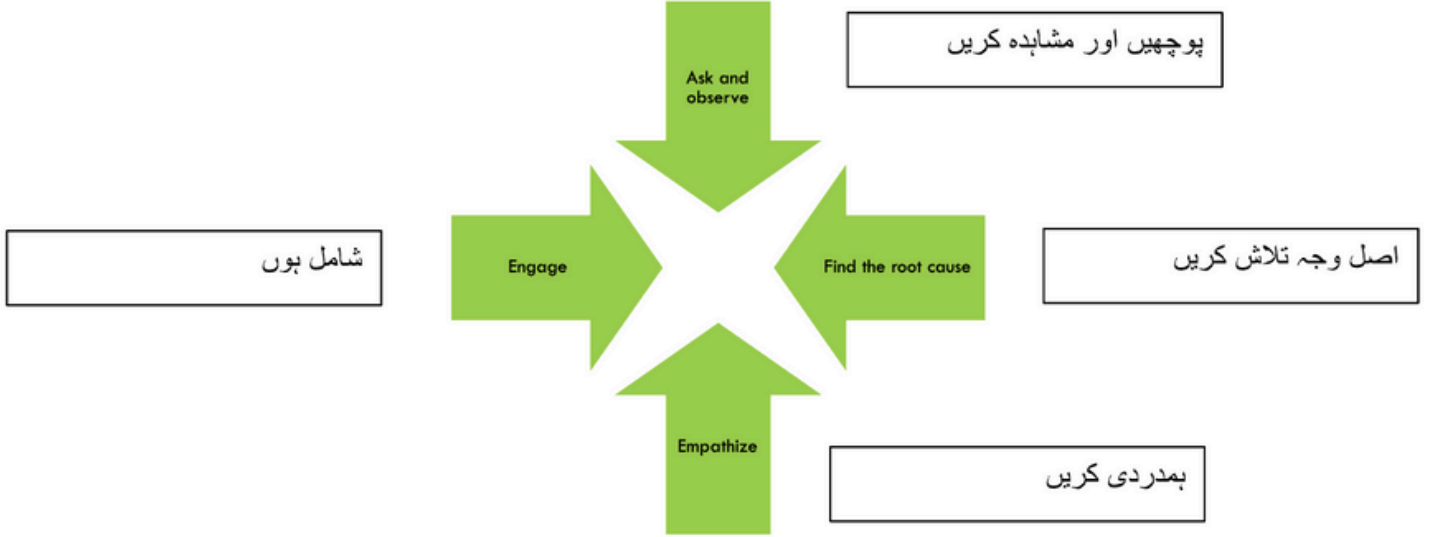 Ask and
observe
پوچھیں اور مشاہدہ کریں
شامل ہوں
Engage
Find the root cause
اصل وجہ تلاش کریں
Empathize
ہمدردی کریں